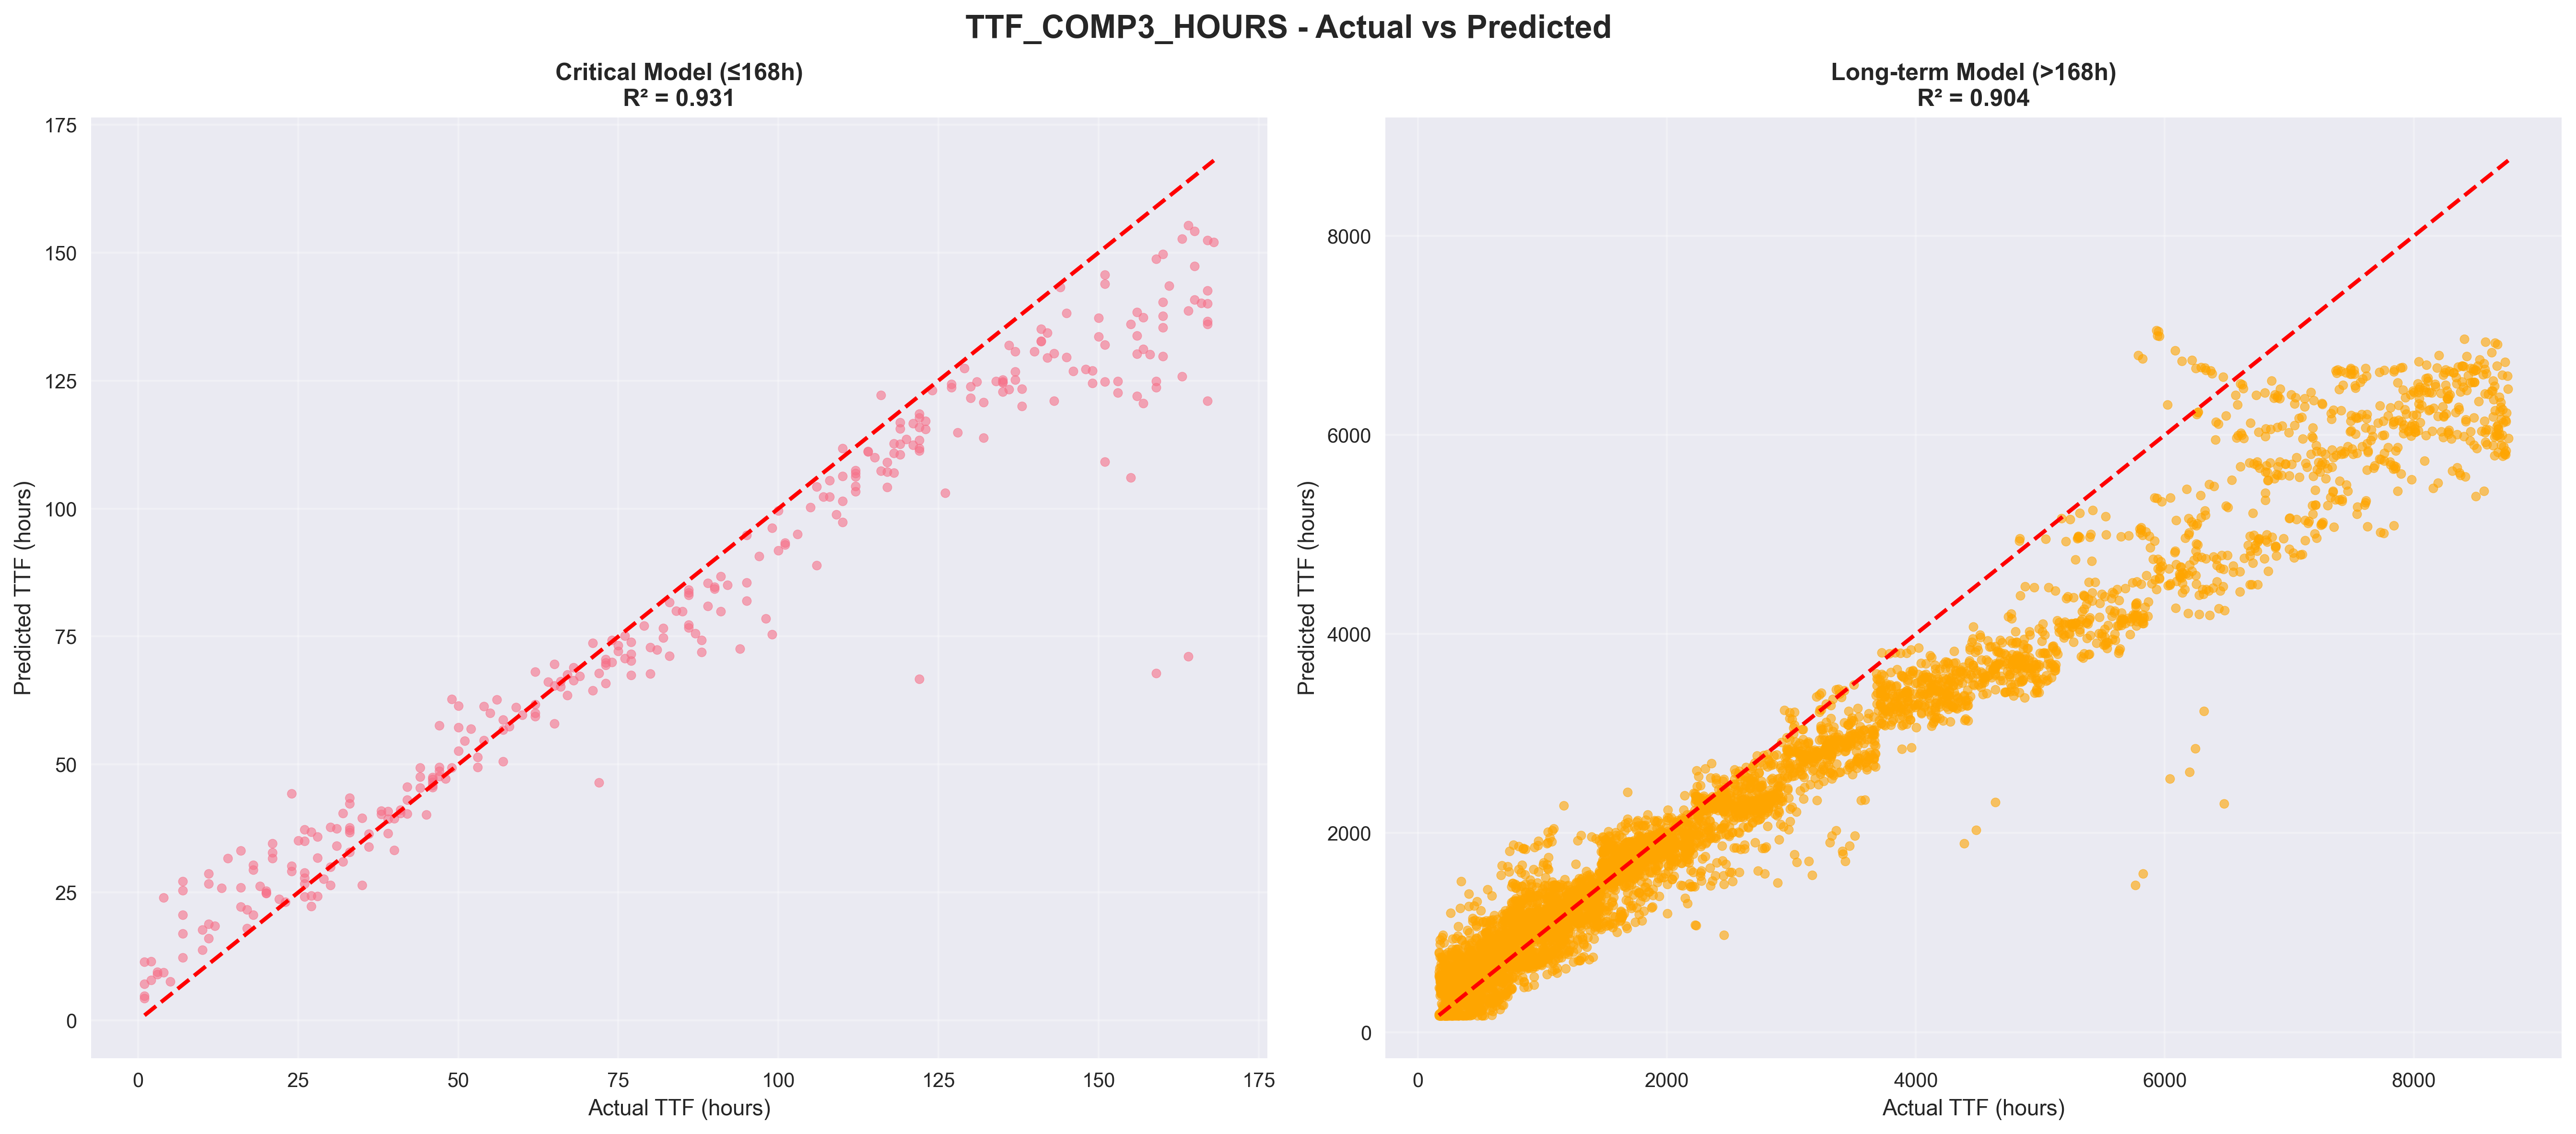 TTF_COMP3_HOURS - Actual vs Predicted
Critical Model (≤168h)
R² = 0.931
175
150
125
100
75
50
25
0
Predicted TTF (hours)
0 25 50 75 100 125 150 175
Actual TTF (hours)
Long-term Model (>168h)
R² = 0.904
8000
6000
4000
2000
0
Predicted TTF (hours)
0 2000 4000 6000 8000
Actual TTF (hours)